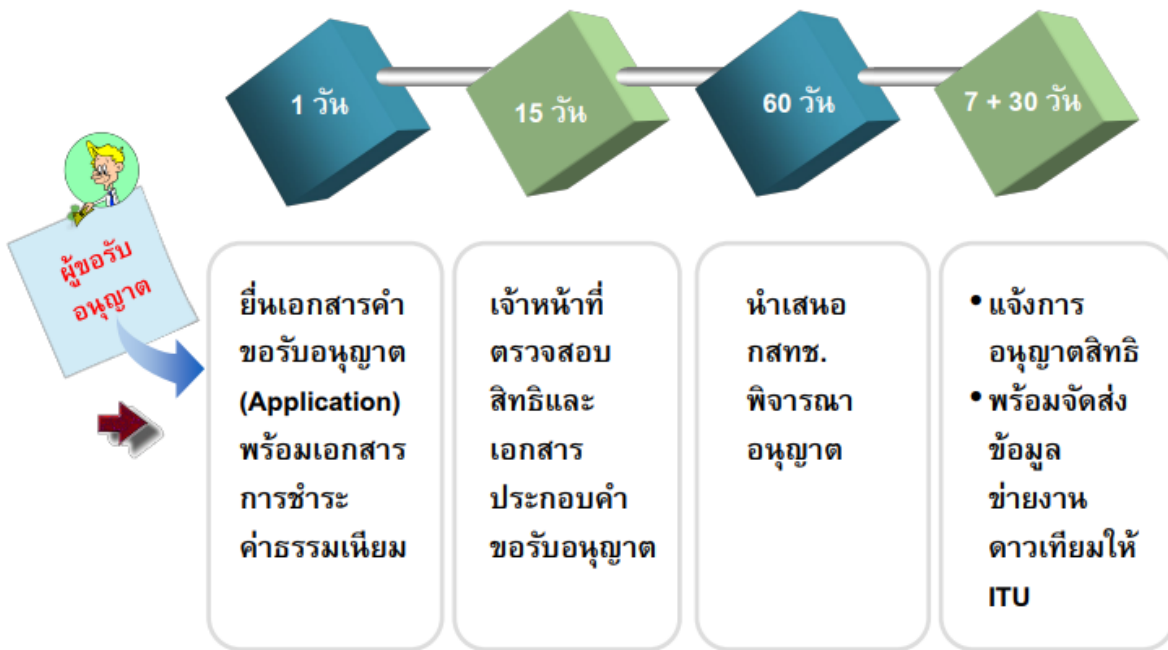 1 วัน
15 วัน
60 วัน
7 + 30 วัน
ผู้ขอรับ
อนุญาต
ยื่นเอกสารคำ
ขอรับอนุญาต
(Application)
พร้อมเอกสาร
การชำระ
ค่าธรรมเนียม
เจ้าหน้าที่
ตรวจสอบ
สิทธิและ
เอกสาร
ประกอบคำ
ขอรับอนุญาต
นำเสนอ
กสทช.
พิจารณา
อนุญาต
• แจ้งการ
อนุญาตสิทธิ
• พร้อมจัดส่ง
ข้อมูล
ข่ายงาน
ดาวเทียมให้
ITU